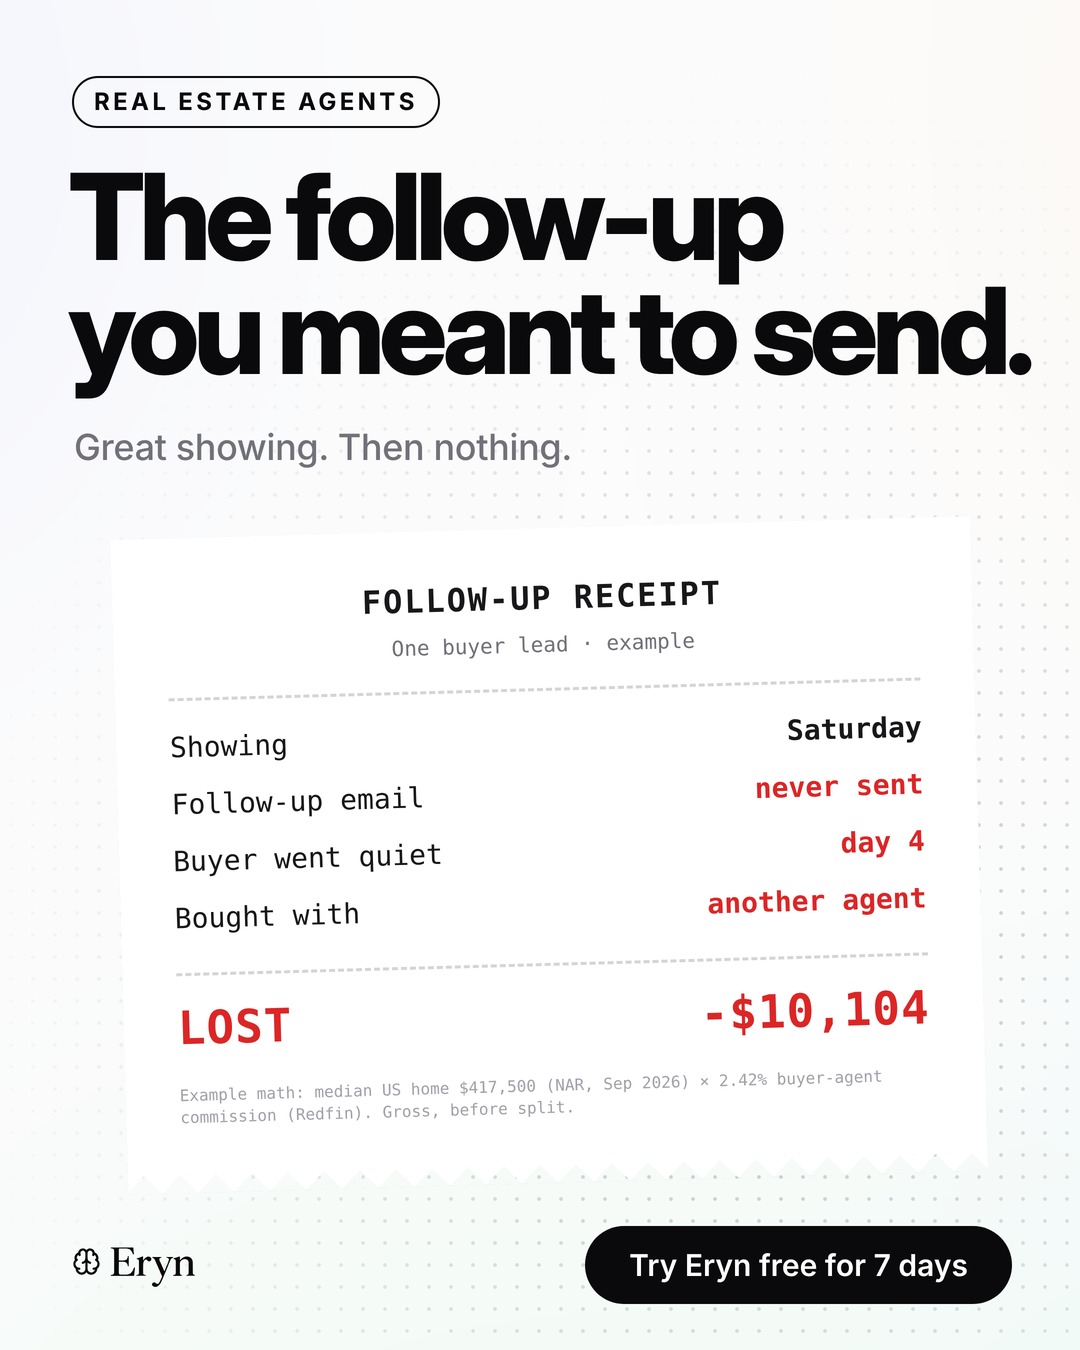 REAL ESTATE AGENTS
The follow-up
you meant to send.
Great showing. Then nothing.
FOLLOW-UP RECEIPT
One buyer lead · example
Showing Saturday
Follow-up email never sent
Buyer went quiet day 4
Bought with another agent
LOST -$10,104
Example math: median US home $417,500 (NAR, Sep 2026) × 2.42% buyer-agent
commission (Redfin). Gross, before split.
Eryn
Try Eryn free for 7 days